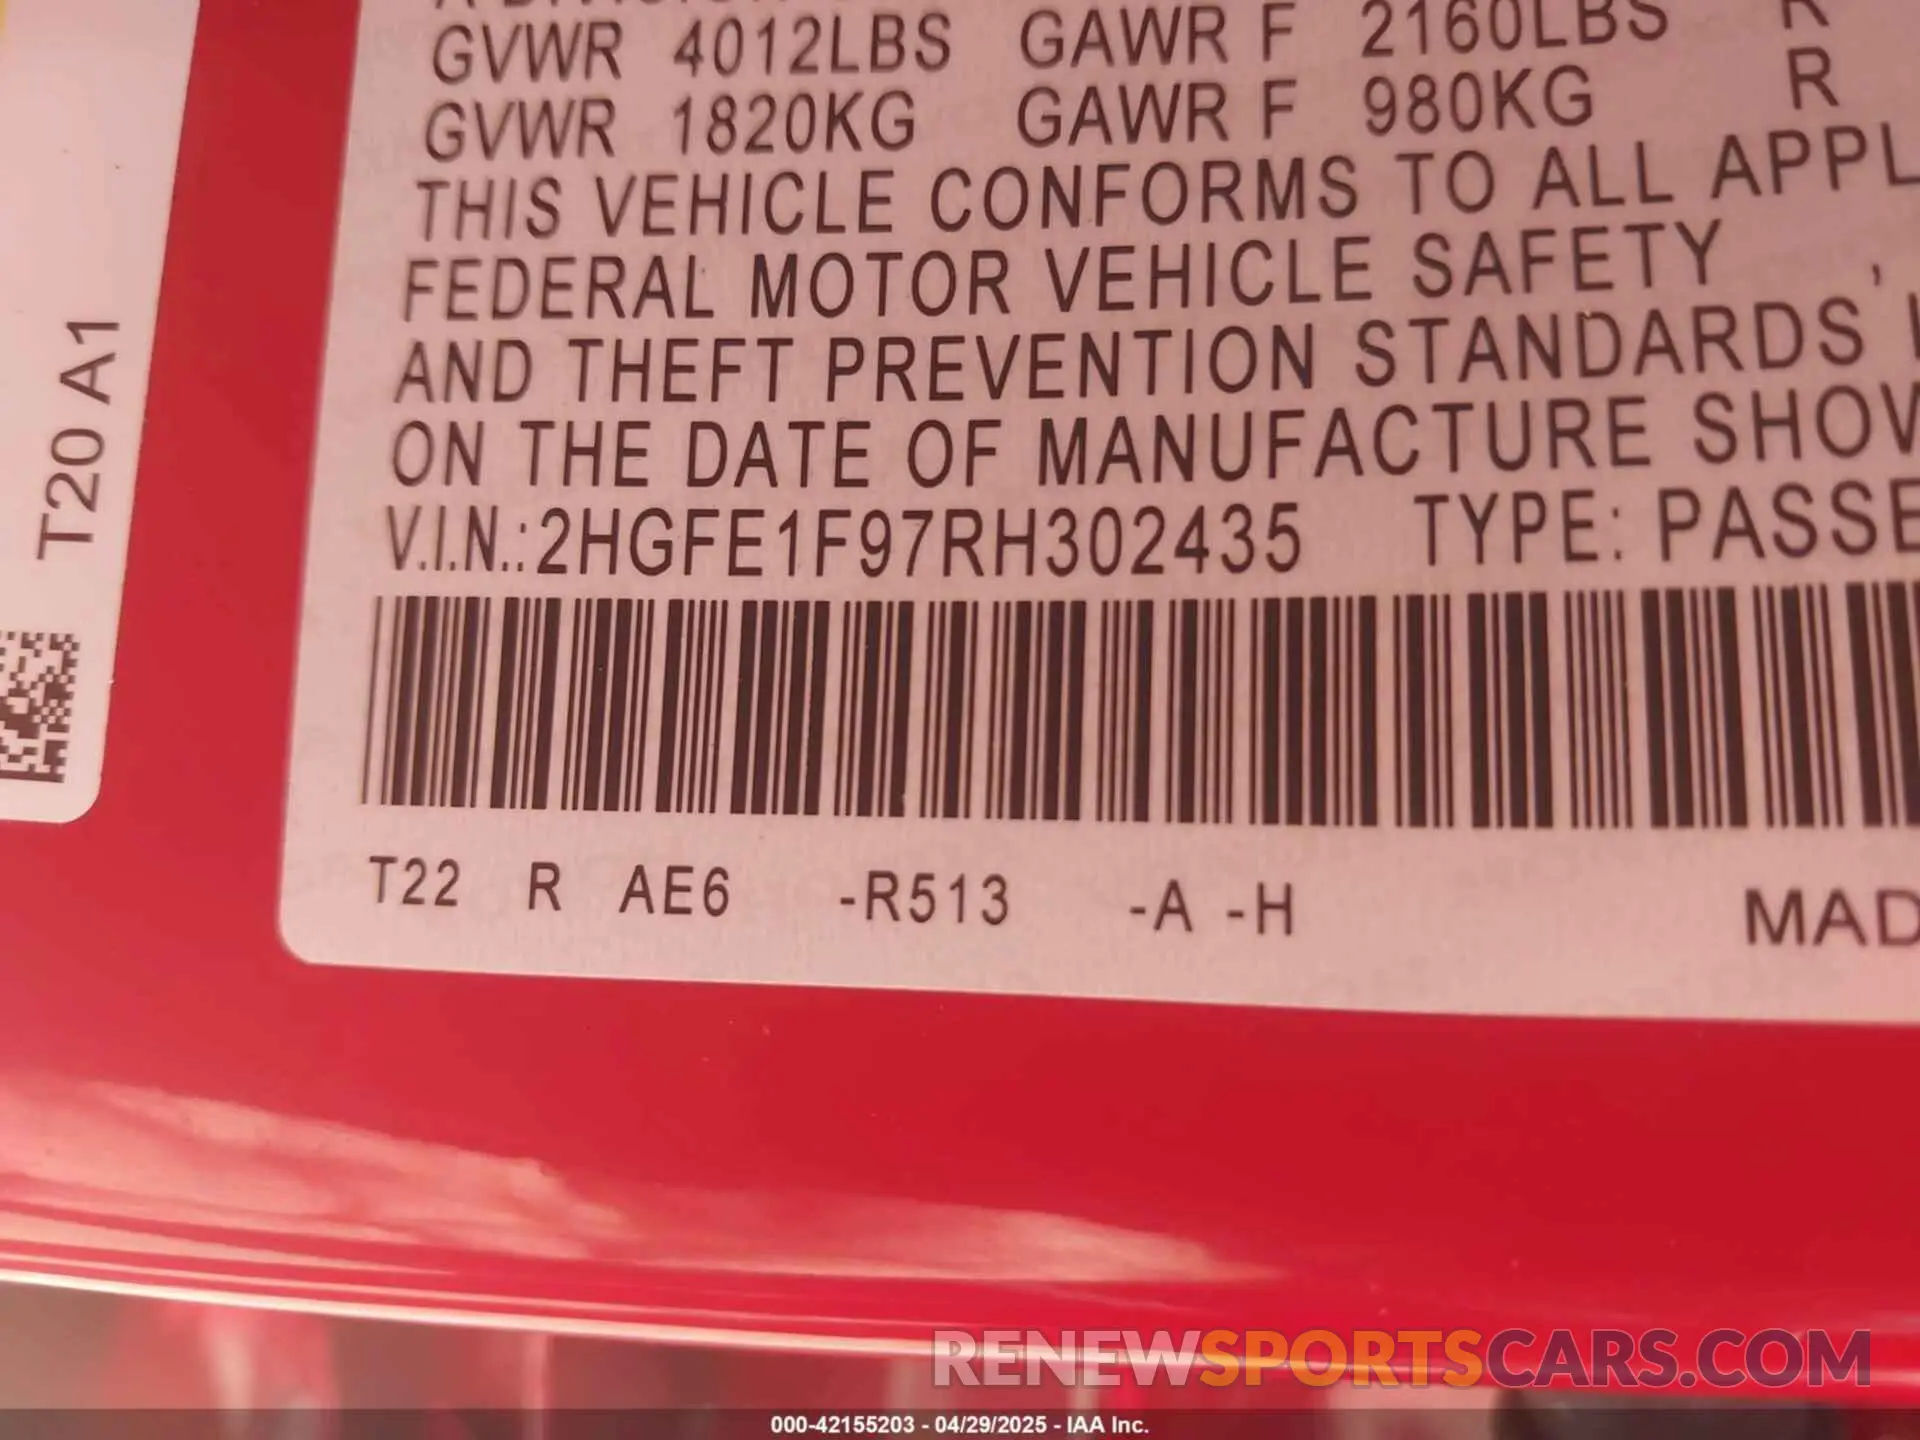 GVWR 4012LBS GAWR F 2160LBS R
GVWR 1820KG GAWR F 980KG R
THIS VEHICLE CONFORMS TO ALL APPL
FEDERAL MOTOR VEHICLE SAFETY ,
AND THEFT PREVENTION STANDARDS
ON THE DATE OF MANUFACTURE SHOW
V.I.N.:2HGFE1F97RH302435 TYPE: PASSE
T22 R AE6 -R513 -A -H MAD
T20 A1
RENEWSPORTSCARS.COM
000-42155203 - 04/29/2025 - IAA Inc.